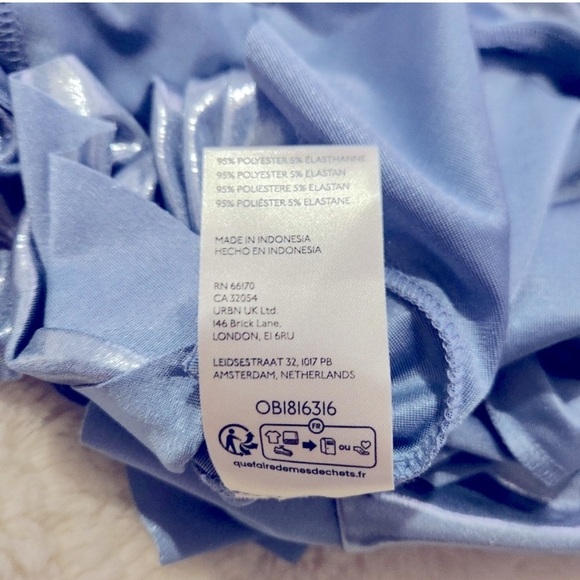 95% POLYESTER 5% ÉLASTHANNE
95% POLYESTER 5% ELASTAN
95% POLIESTERE 5% ELASTAN
95% POLIÉSTER 5% ELASTANE
MADE IN INDONESIA
HECHO EN INDONESIA
RN 66170
CA 32054
URBN UK Ltd.
146 Brick Lane,
LONDON, E1 6RU
LEIDSESTRAAT 32, 1017 PB
AMSTERDAM, NETHERLANDS
OB1816316
FR
OU
quefairedemesdechets.fr